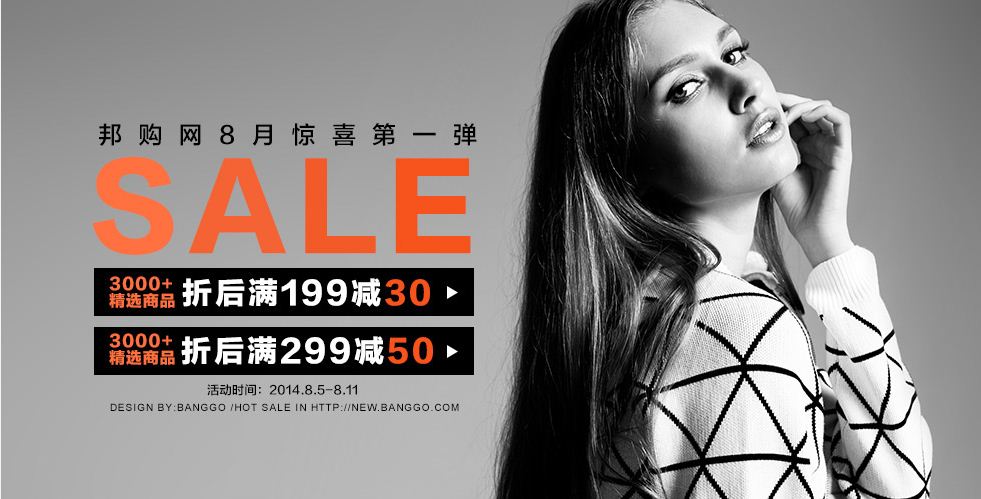 邦购网8月惊喜第一弹
SALE
3000+
精选商品 折后满199减30
3000+
精选商品 折后满299减50
活动时间：2014.8.5-8.11
DESIGN BY:BANGGO /HOT SALE IN HTTP://NEW.BANGGO.COM